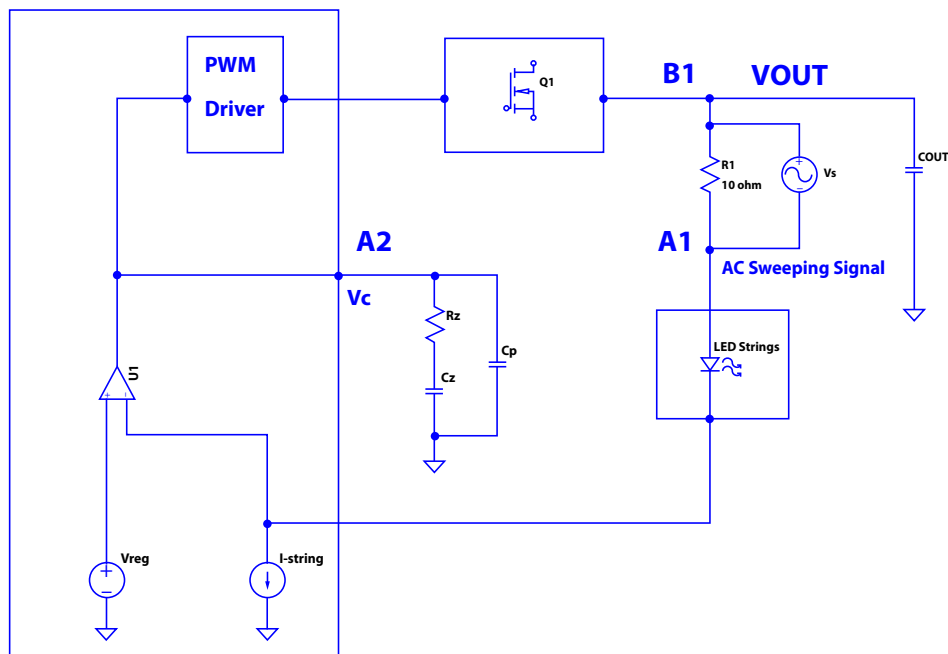 PWM
Driver
Q1
B1
VOUT
R1
10 ohm
+
−
Vs
COUT
A2
A1
AC Sweeping Signal
Vc
Rz
Cp
Cz
LED Strings
U1
+
−
Vreg
+
−
I-string